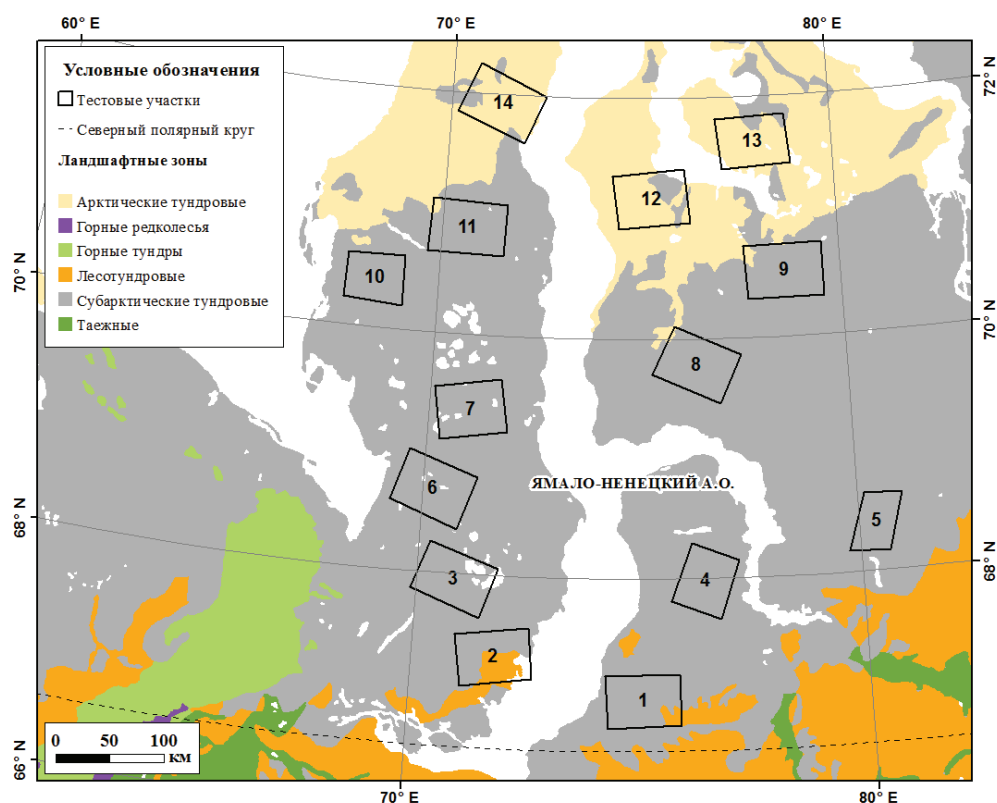 60° E
70° E
80° E
72° N
Условные обозначения
Тестовые участки
Северный полярный круг
Ландшафтные зоны
Арктические тундровые
Горные редколесья
Горные тундры
Лесотундровые
Субарктические тундровые
Таежные
14
13
12
11
10
9
70° N
70° N
8
7
6
ЯМАЛО-НЕНЕЦКИЙ А.О.
5
68° N
68° N
3
4
2
1
0 50 100
км
66° N
70° E
80° E